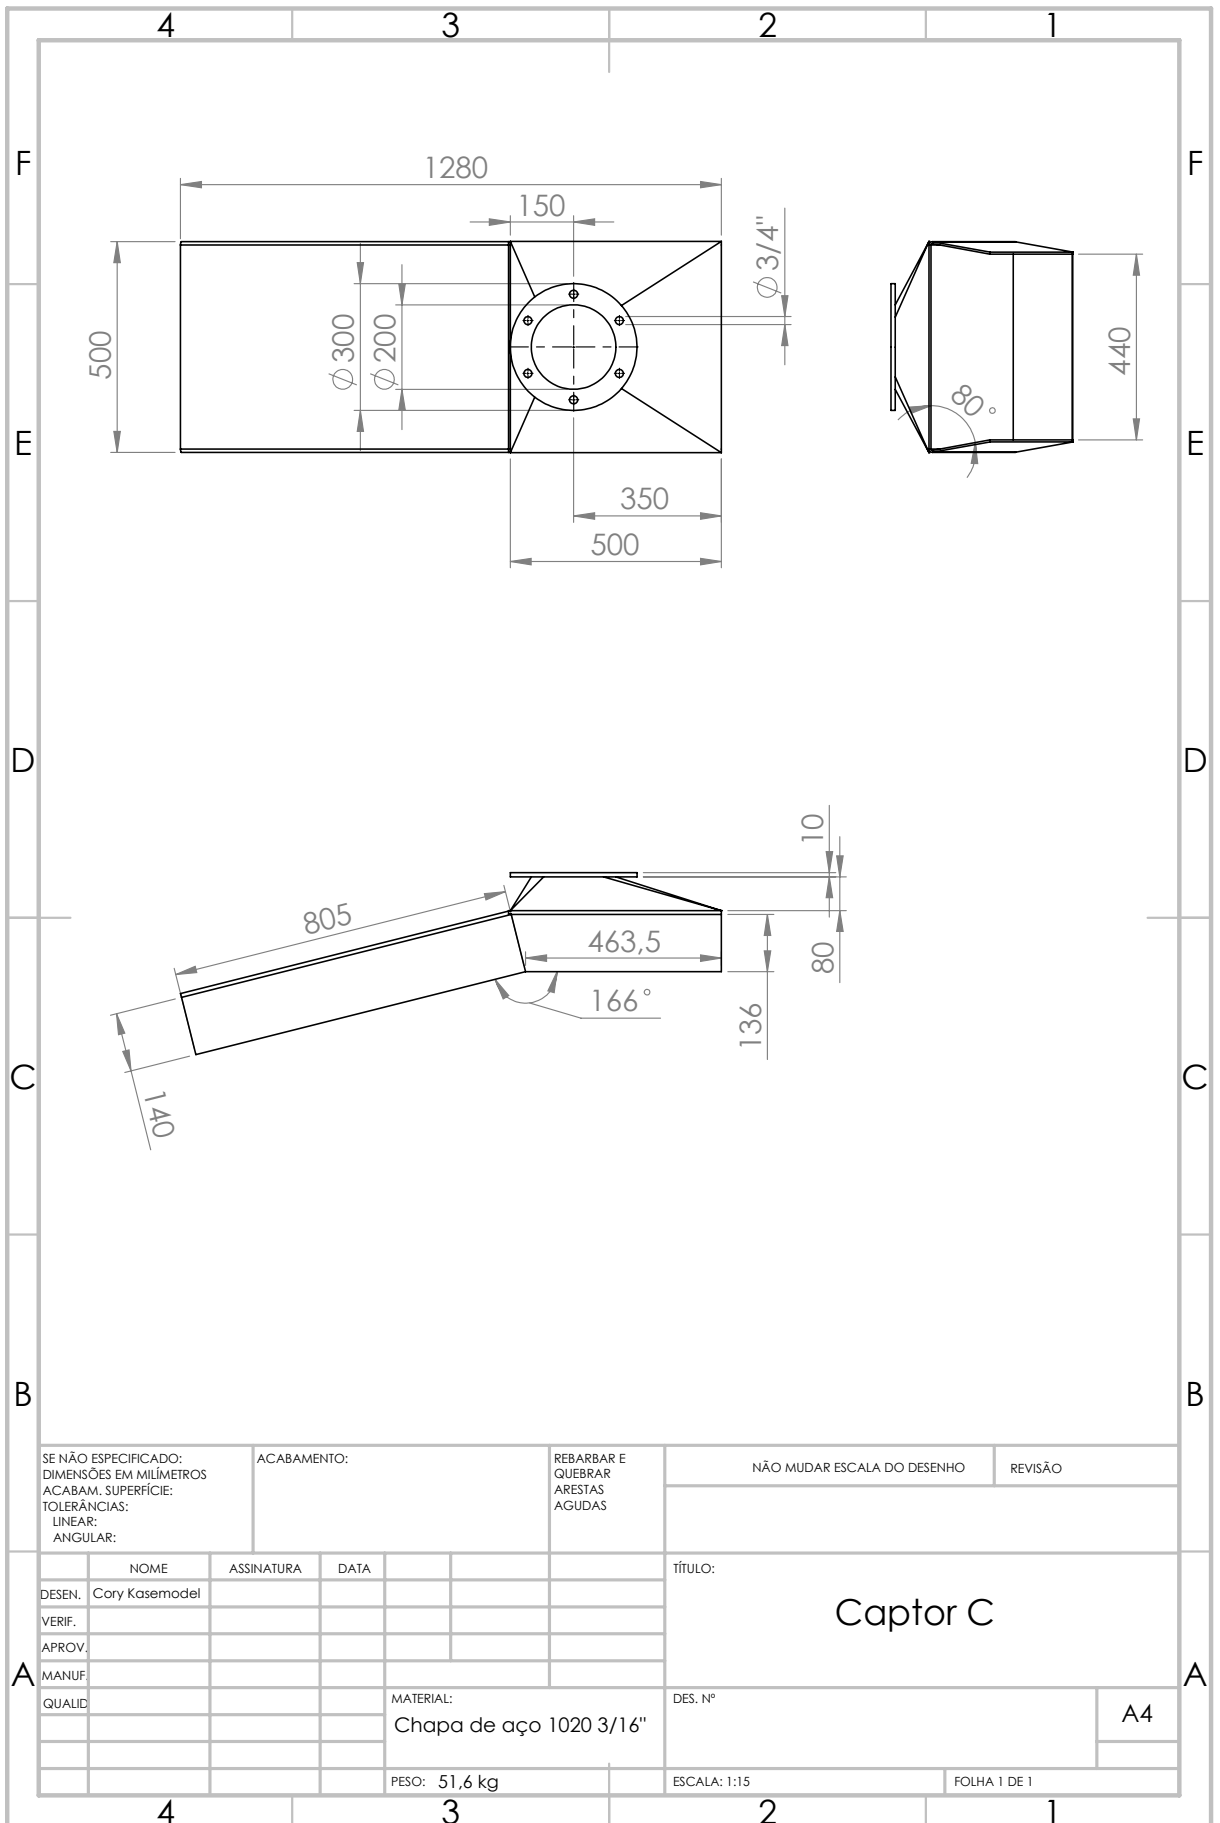 4 3 2 1
F F
1280
150
Ø 3/4"
500
Ø 300
Ø 200
440
80°
E E
350
500
D D
10
805
463,5
80
166°
136
140
C C
B B
SE NÃO ESPECIFICADO:
DIMENSÕES EM MILÍMETROS
ACABAM. SUPERFÍCIE:
TOLERÂNCIAS:
LINEAR:
ANGULAR:
ACABAMENTO:
REBARBAR E
QUEBRAR
ARESTAS
AGUDAS
NÃO MUDAR ESCALA DO DESENHO
REVISÃO
NOME ASSINATURA DATA
DESEN. Cory Kasemodel
VERIF.
APROV.
MANUF.
QUALID
TÍTULO:
Captor C
A A
MATERIAL:
Chapa de aço 1020 3/16"
DES. Nº
A4
PESO: 51,6 kg
ESCALA: 1:15
FOLHA 1 DE 1
4 3 2 1